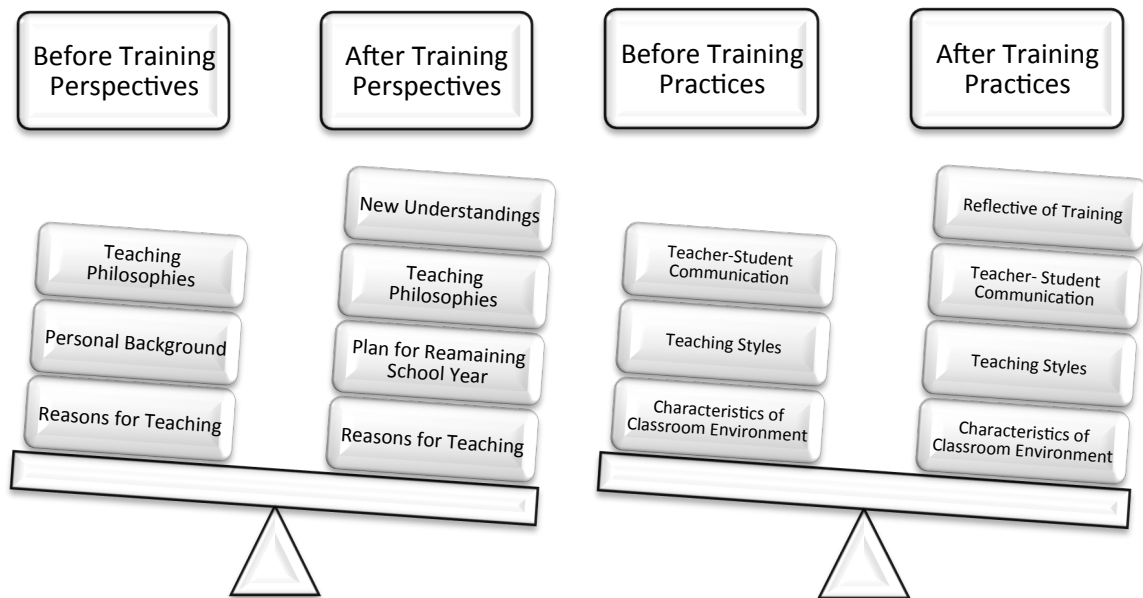 Before Training
Perspectives
After Training
Perspectives
Before Training
Practices
After Training
Practices
Teaching
Philosophies
Personal Background
Reasons for Teaching
New Understandings
Teaching
Philosophies
Plan for Reamaining
School Year
Reasons for Teaching
Teacher-Student
Communication
Teaching Styles
Characteristics of
Classroom Environment
Reflective of Training
Teacher- Student
Communication
Teaching Styles
Characteristics of
Classroom Environment